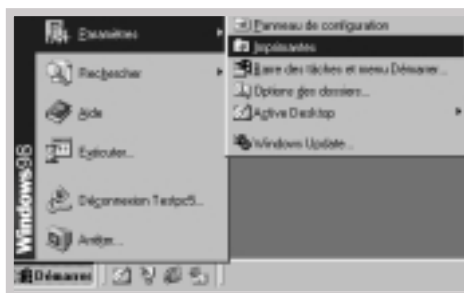 Paramètres
Rechercher
Aide
Exécuter...
Déconnexion Testpc5...
Arrêter...
Windows98
Démarrer
Panneau de configuration
Imprimantes
Barre des tâches et menu Démarrer...
Options des dossiers...
Active Desktop
Windows Update...